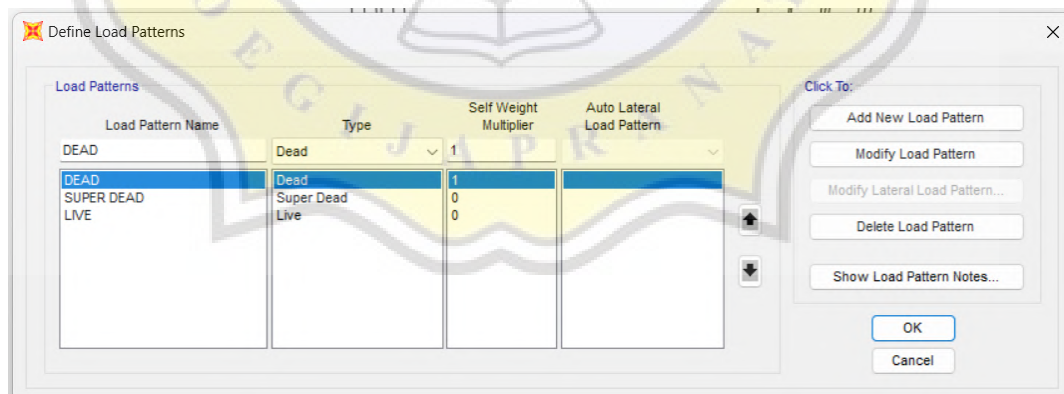 Define Load Patterns
Load Patterns
Click To:
Load Pattern Name
Type
Self Weight
Multiplier
Auto Lateral
Load Pattern
DEAD Dead 1
DEAD Dead 1
SUPER DEAD Super Dead 0
LIVE Live 0
Add New Load Pattern
Modify Load Pattern
Modify Lateral Load Pattern...
Delete Load Pattern
Show Load Pattern Notes...
OK
Cancel